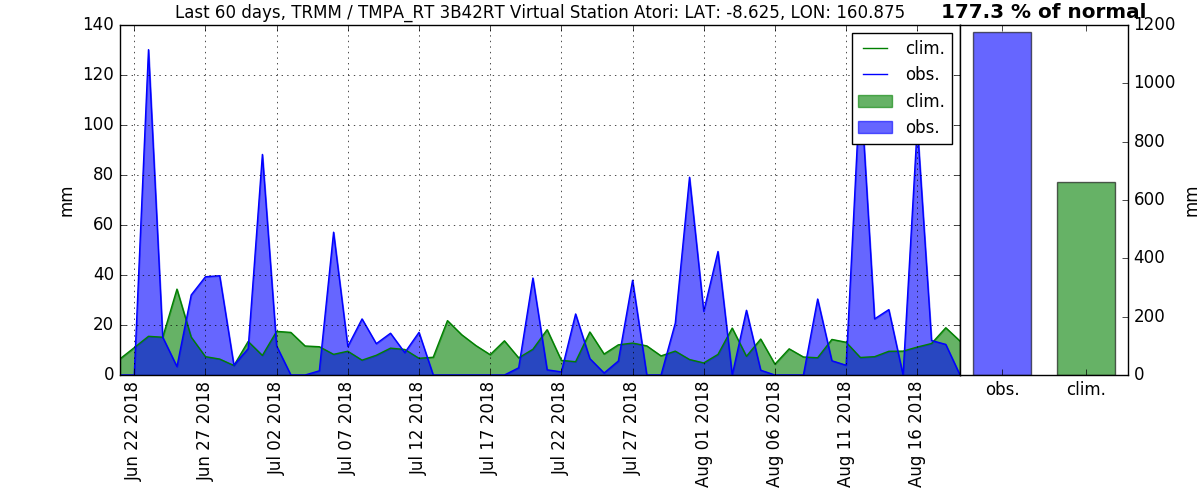 Last 60 days, TRMM / TMPA_RT 3B42RT Virtual Station Atori: LAT: -8.625, LON: 160.875
177.3 % of normal
140
120
100
80
60
40
20
0
mm
clim.
obs.
clim.
obs.
1200
1000
800
600
400
200
0
mm
Jun 22 2018
Jun 27 2018
Jul 02 2018
Jul 07 2018
Jul 12 2018
Jul 17 2018
Jul 22 2018
Jul 27 2018
Aug 01 2018
Aug 06 2018
Aug 11 2018
Aug 16 2018
obs.
clim.